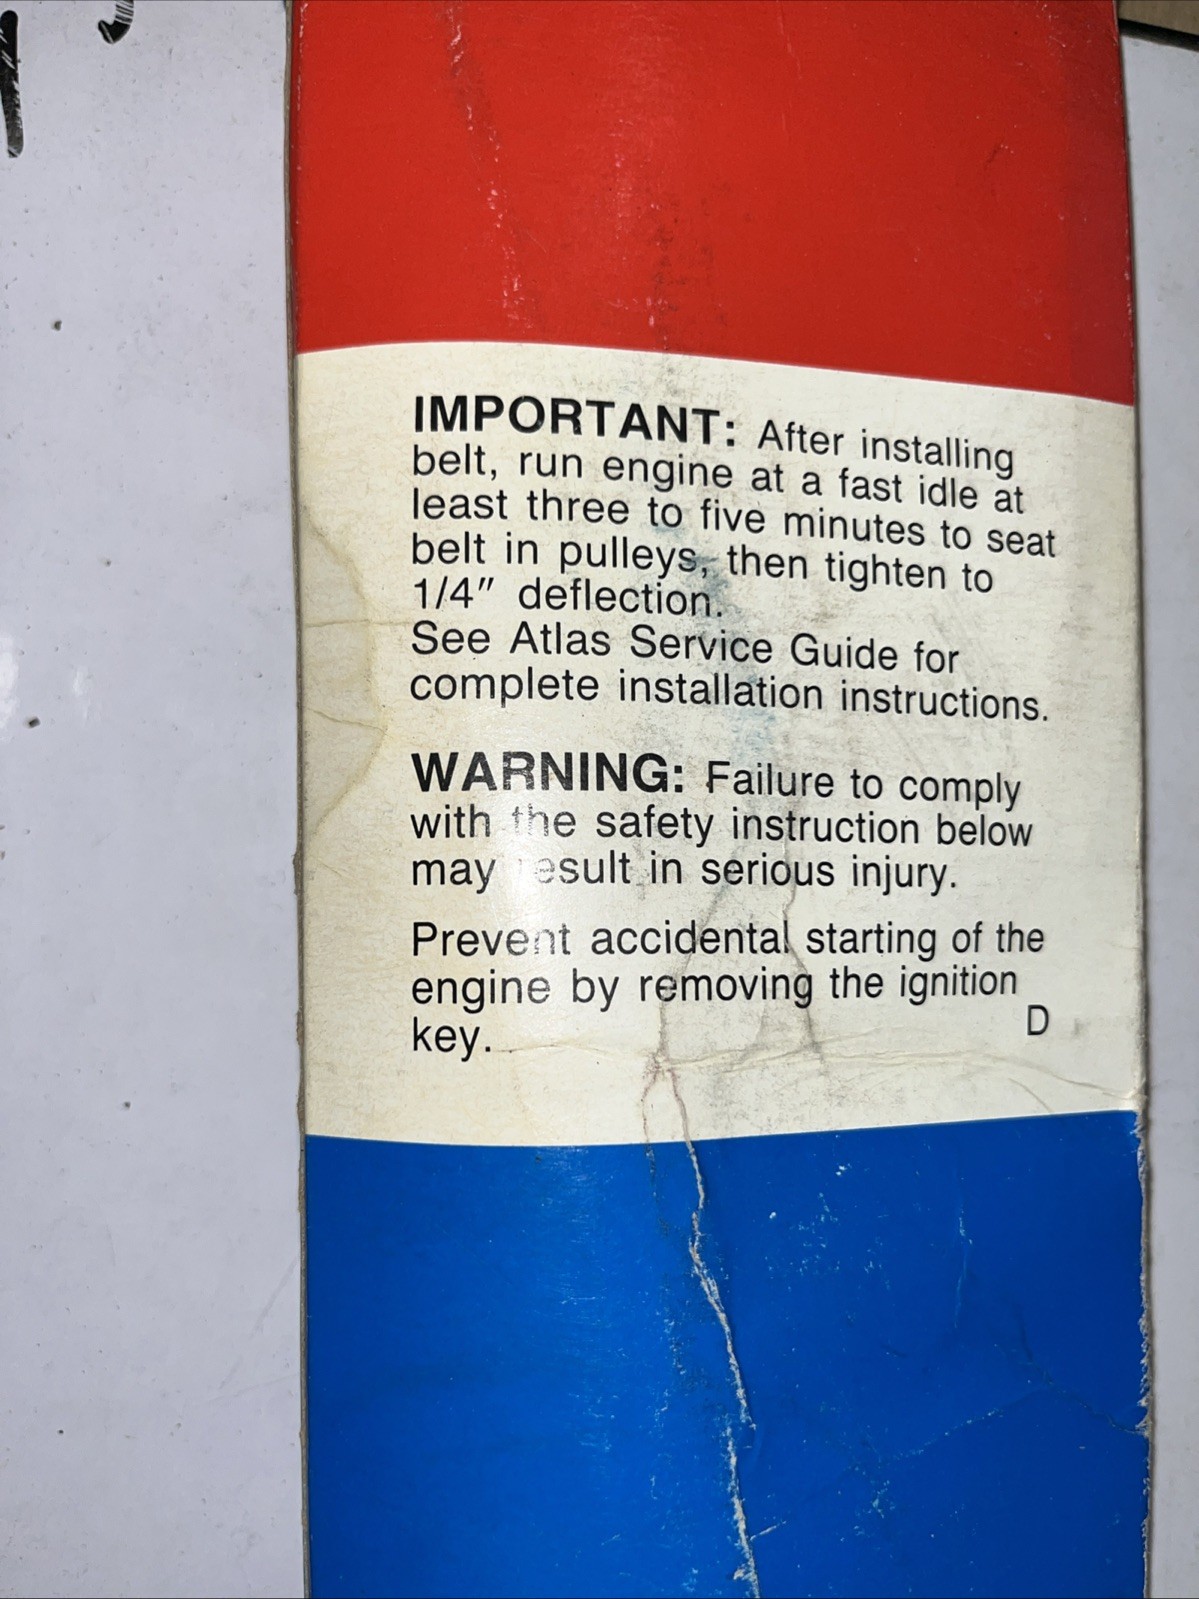 IMPORTANT: After installing
belt, run engine at a fast idle at
least three to five minutes to seat
belt in pulleys, then tighten to
1/4" deflection.
See Atlas Service Guide for
complete installation instructions.
WARNING: Failure to comply
with the safety instruction below
may result in serious injury.
Prevent accidental starting of the
engine by removing the ignition
key.
D